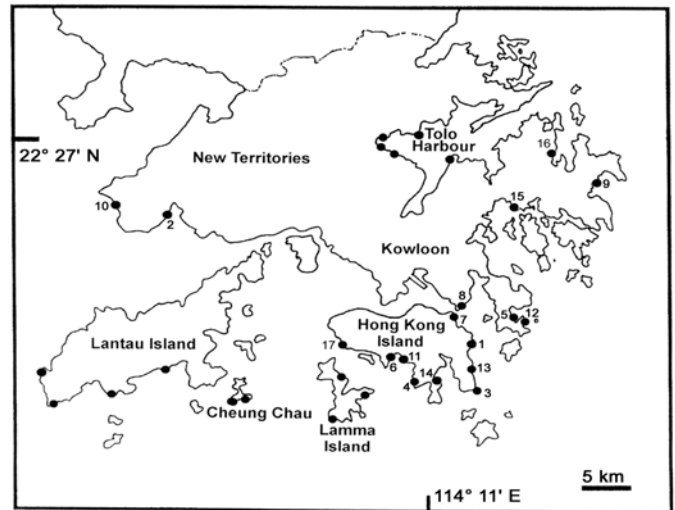 Tolo
Harbour
16
22° 27' N
New Territories
9
10
2
15
Kowloon
8
7
5
12
Hong Kong
Island
Lantau Island
17
1
6
11
13
4
14
3
Cheung Chau
Lamma
Island
5 km
114° 11' E